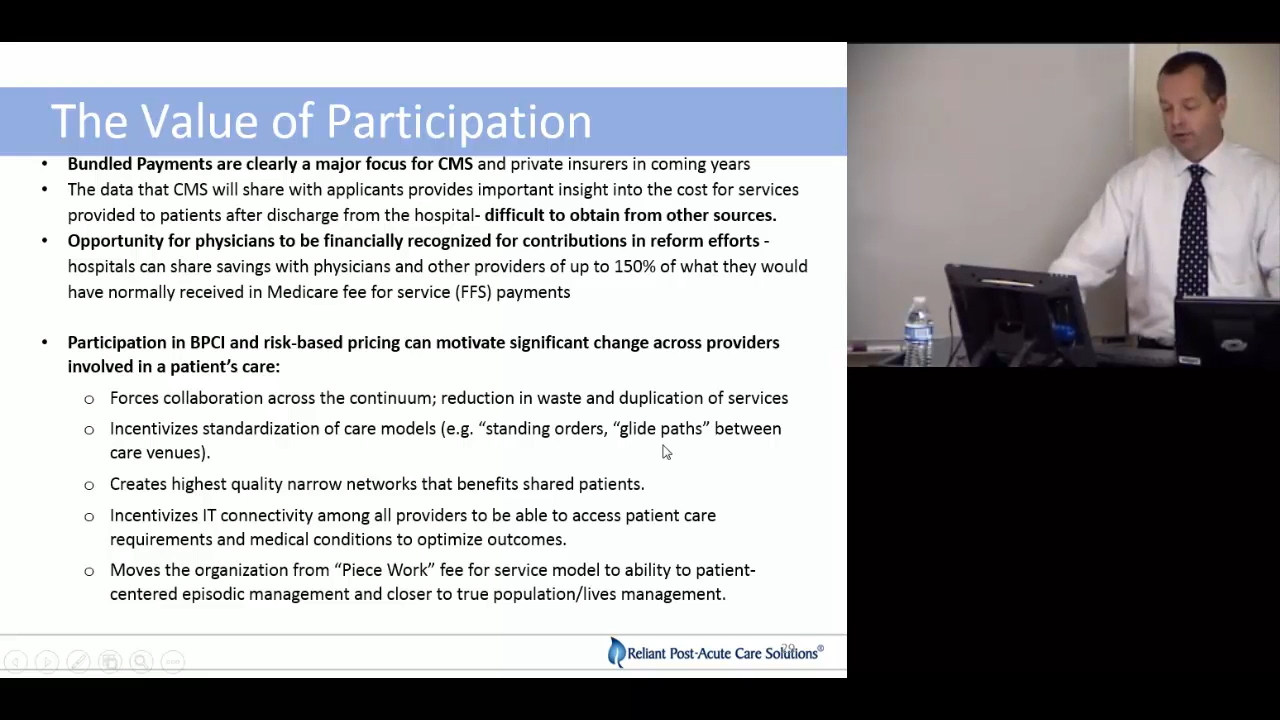 The Value of Participation
• Bundled Payments are clearly a major focus for CMS and private insurers in coming years
• The data that CMS will share with applicants provides important insight into the cost for services
provided to patients after discharge from the hospital- difficult to obtain from other sources.
• Opportunity for physicians to be financially recognized for contributions in reform efforts -
hospitals can share savings with physicians and other providers of up to 150% of what they would
have normally received in Medicare fee for service (FFS) payments
• Participation in BPCI and risk-based pricing can motivate significant change across providers
involved in a patient’s care:
o Forces collaboration across the continuum; reduction in waste and duplication of services
o Incentivizes standardization of care models (e.g. “standing orders, “glide paths” between
care venues).
o Creates highest quality narrow networks that benefits shared patients.
o Incentivizes IT connectivity among all providers to be able to access patient care
requirements and medical conditions to optimize outcomes.
o Moves the organization from “Piece Work” fee for service model to ability to patient-
centered episodic management and closer to true population/lives management.
29
Reliant Post-Acute Care Solutions®